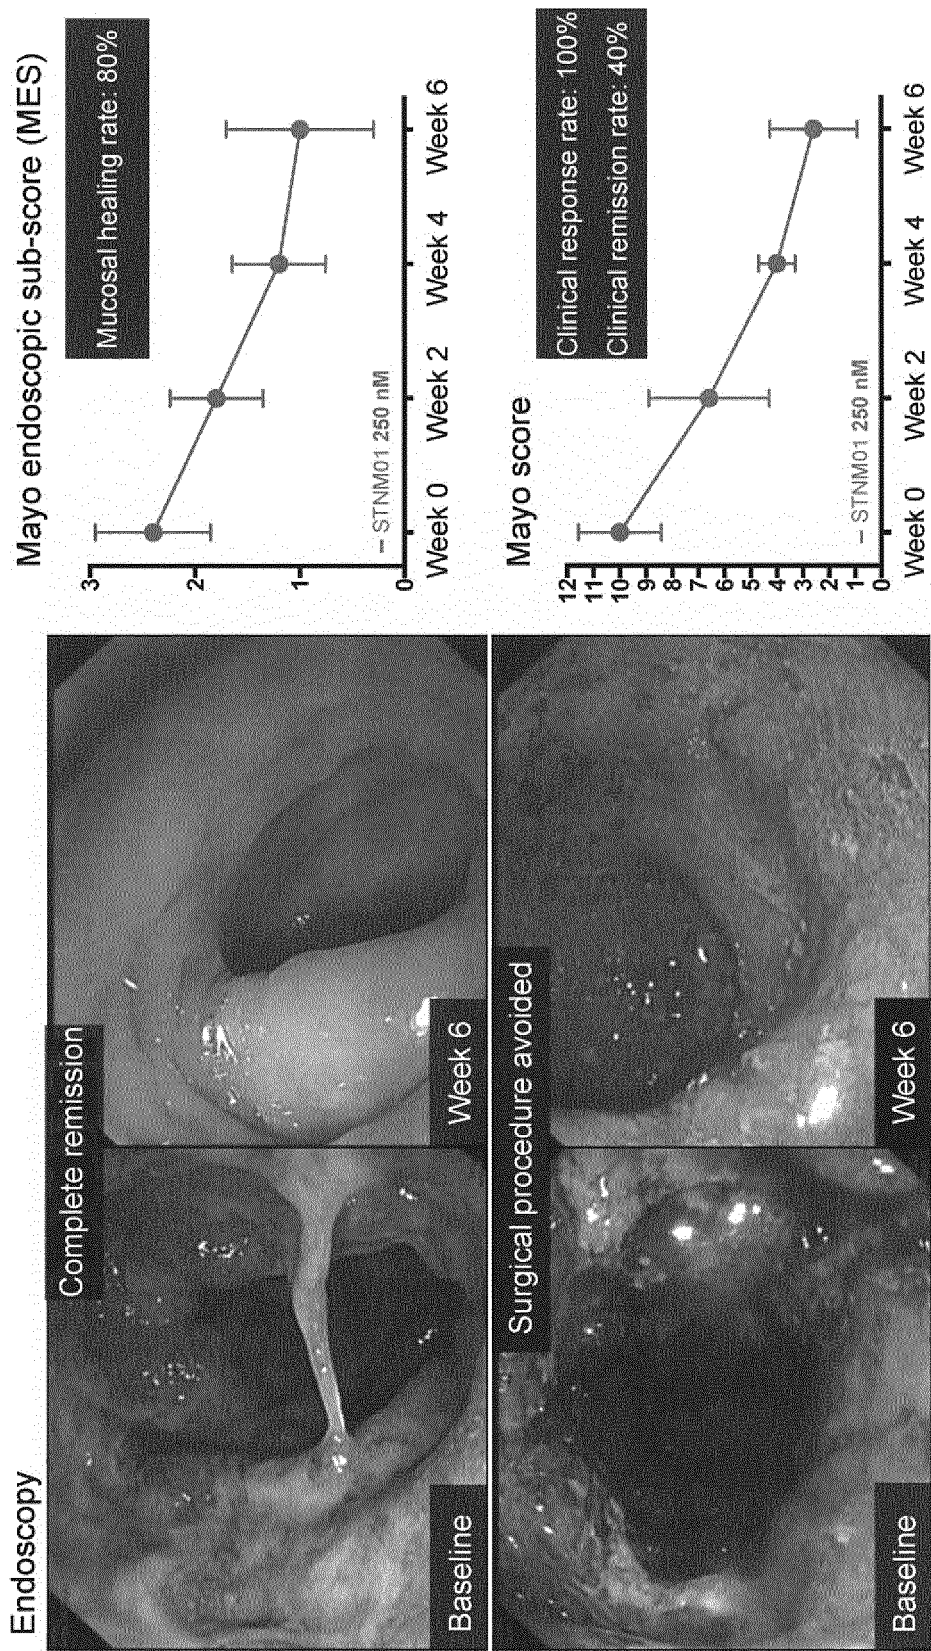 Endoscopy
Complete remission
Baseline
Week 6
Surgical procedure avoided
Baseline
Week 6
Mayo endoscopic sub-score (MES)
Mucosal healing rate: 80%
3
2
1
0
– STNM01 250 nM
Week 0 Week 2 Week 4 Week 6
Mayo score
Clinical response rate: 100%
Clinical remission rate: 40%
12
11
10
9
8
7
6
5
4
3
2
1
0
– STNM01 250 nM
Week 0 Week 2 Week 4 Week 6